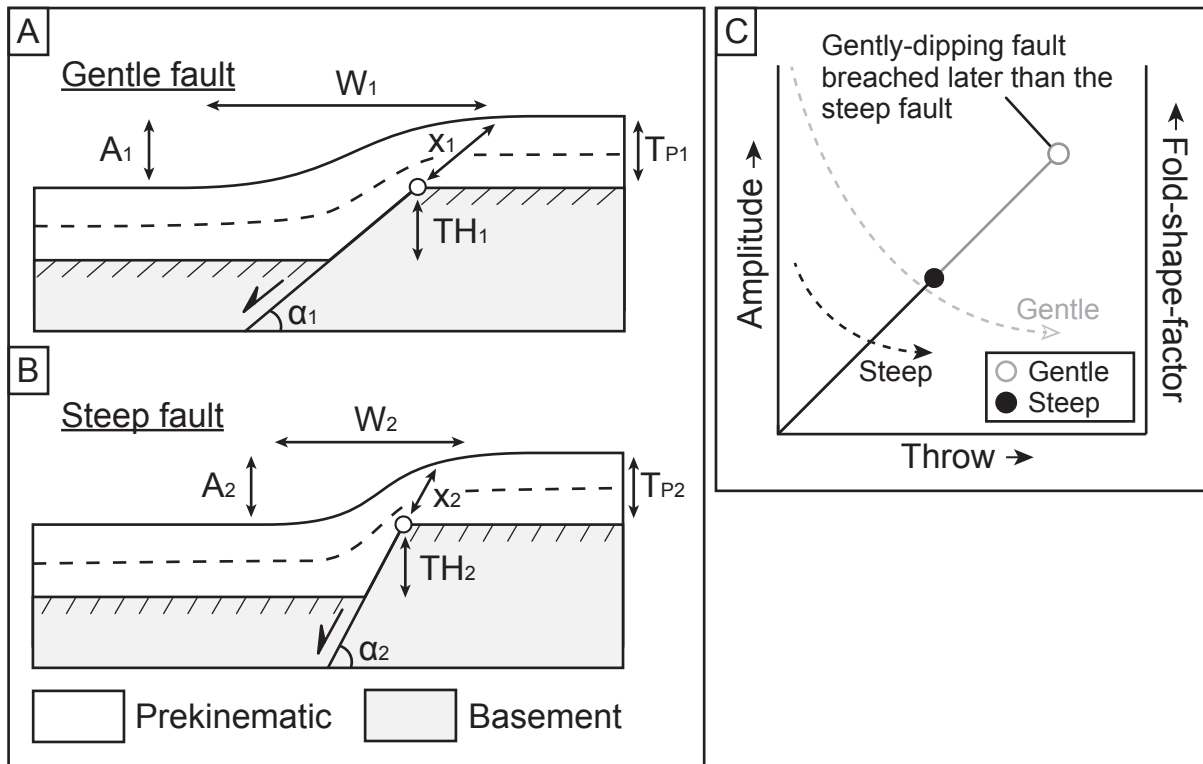 A
Gentle fault
W1
A1
x1
TP1
TH1
α1
B
Steep fault
W2
A2
x2
TP2
TH2
α2
Prekinematic
Basement
C
Gently-dipping fault
breached later than the
steep fault
Amplitude
Fold-shape-factor
Gentle
Steep
Gentle
Steep
Throw